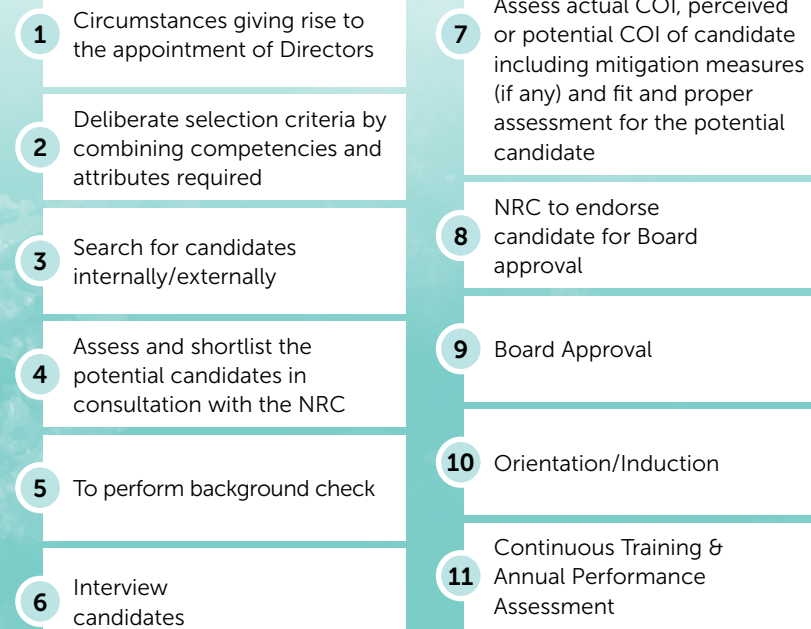 1
Circumstances giving rise to
the appointment of Directors
2
Deliberate selection criteria by
combining competencies and
attributes required
3
Search for candidates
internally/externally
4
Assess and shortlist the
potential candidates in
consultation with the NRC
5
To perform background check
6
Interview
candidates
7
Assess actual COI, perceived
or potential COI of candidate
including mitigation measures
(if any) and fit and proper
assessment for the potential
candidate
8
NRC to endorse
candidate for Board
approval
9
Board Approval
10
Orientation/Induction
11
Continuous Training &
Annual Performance
Assessment